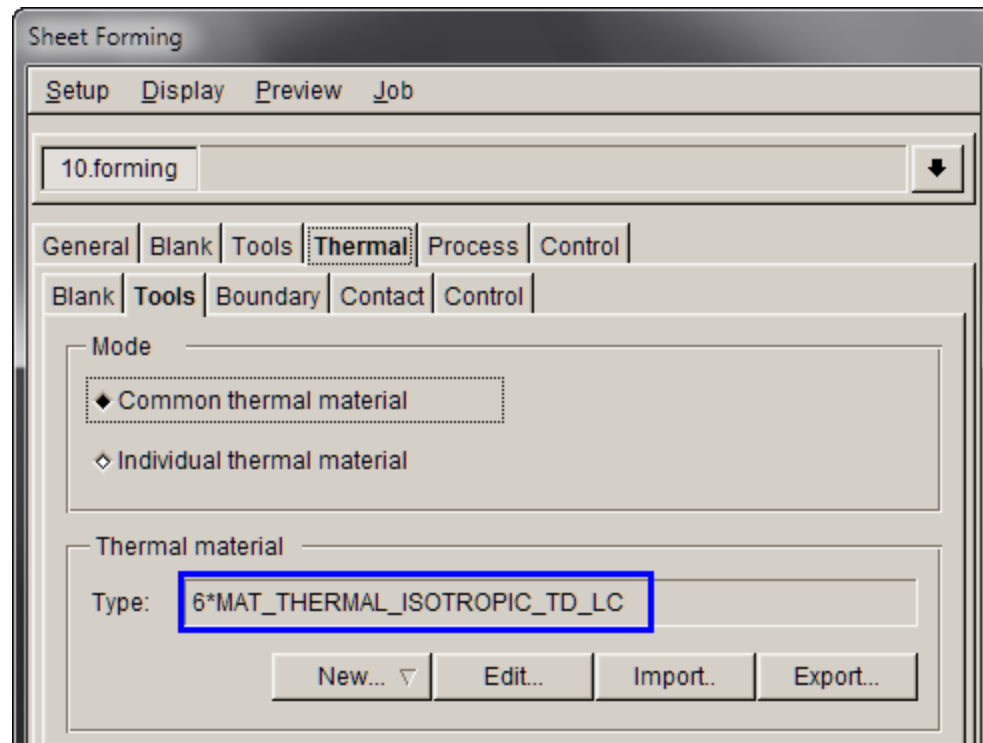 Sheet Forming
Setup Display Preview Job
10.forming
General Blank Tools Thermal Process Control
Blank Tools Boundary Contact Control
Mode
Common thermal material
Individual thermal material
Thermal material
Type: 6*MAT_THERMAL_ISOTROPIC_TD_LC
New... Edit... Import.. Export...